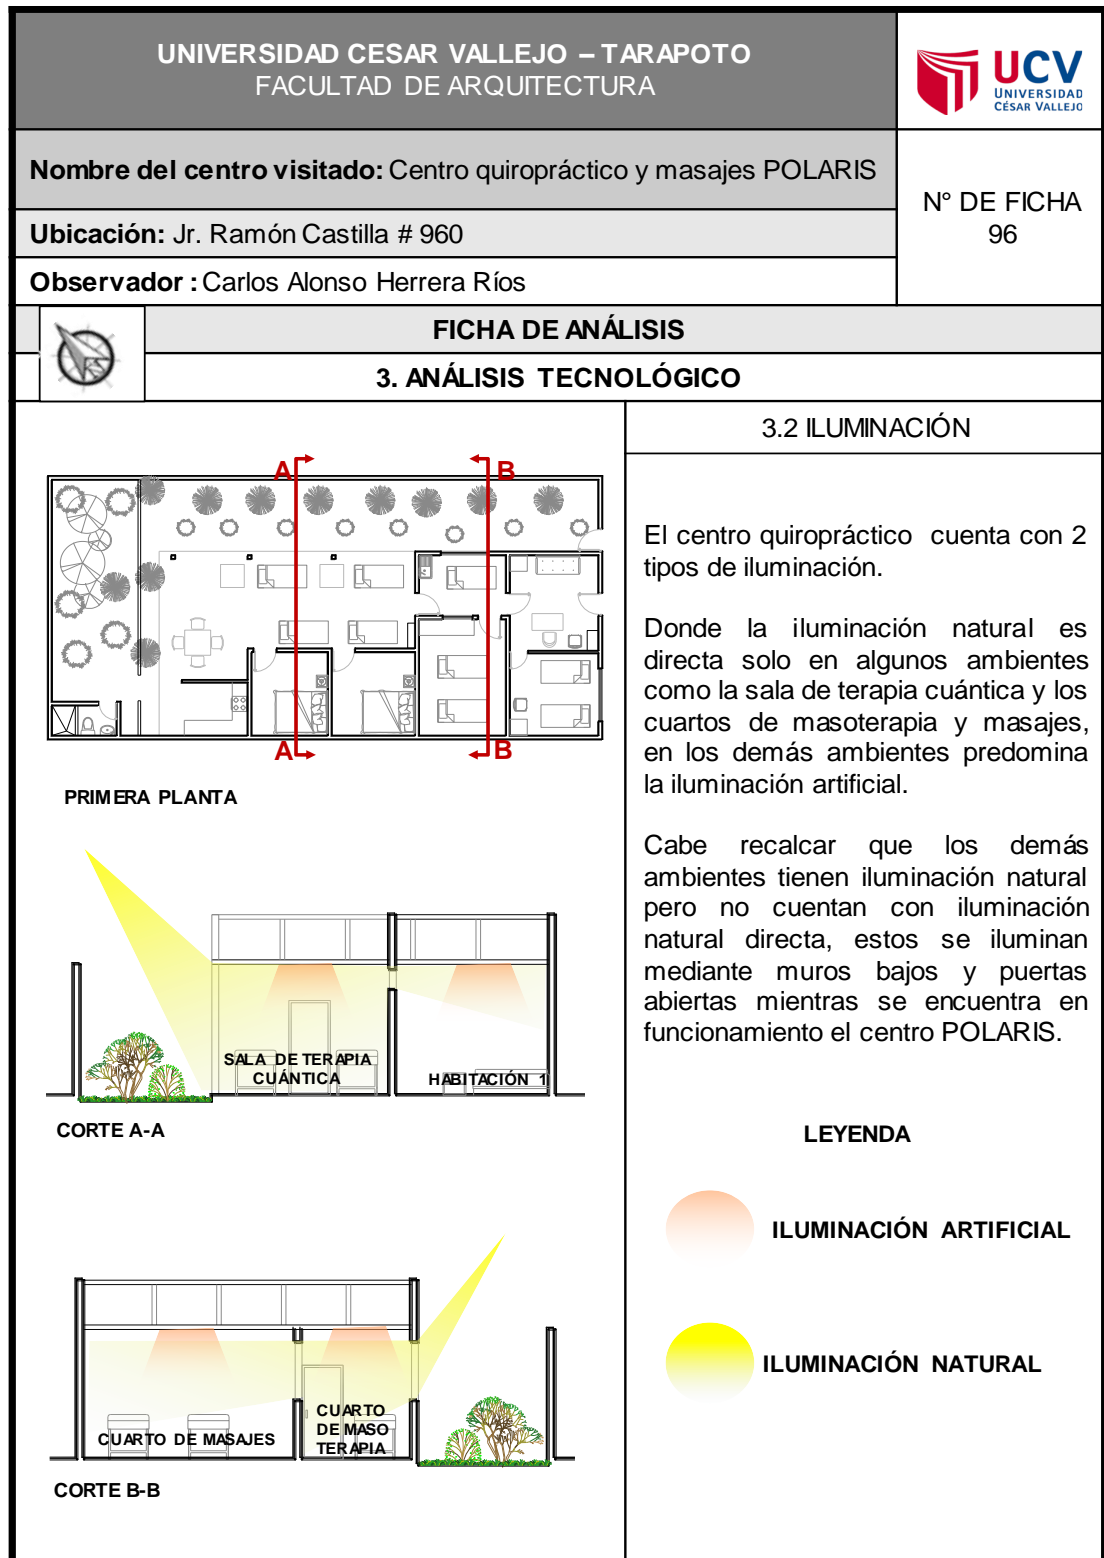 UNIVERSIDAD CESAR VALLEJO – TARAPOTO
FACULTAD DE ARQUITECTURA
UCV
UNIVERSIDAD
CÉSAR VALLEJO
Nombre del centro visitado: Centro quiropráctico y masajes POLARIS
Ubicación: Jr. Ramón Castilla # 960
Observador : Carlos Alonso Herrera Ríos
N° DE FICHA
96
FICHA DE ANÁLISIS
3. ANÁLISIS TECNOLÓGICO
A
B
A
B
PRIMERA PLANTA
SALA DE TERAPIA
CUÁNTICA
HABITACIÓN 1
CORTE A-A
CUARTO DE MASAJES
CUARTO
DE MASO
TERAPIA
CORTE B-B
3.2 ILUMINACIÓN
El centro quiropráctico cuenta con 2
tipos de iluminación.
Donde la iluminación natural es
directa solo en algunos ambientes
como la sala de terapia cuántica y los
cuartos de masoterapia y masajes,
en los demás ambientes predomina
la iluminación artificial.
Cabe recalcar que los demás
ambientes tienen iluminación natural
pero no cuentan con iluminación
natural directa, estos se iluminan
mediante muros bajos y puertas
abiertas mientras se encuentra en
funcionamiento el centro POLARIS.
LEYENDA
ILUMINACIÓN ARTIFICIAL
ILUMINACIÓN NATURAL